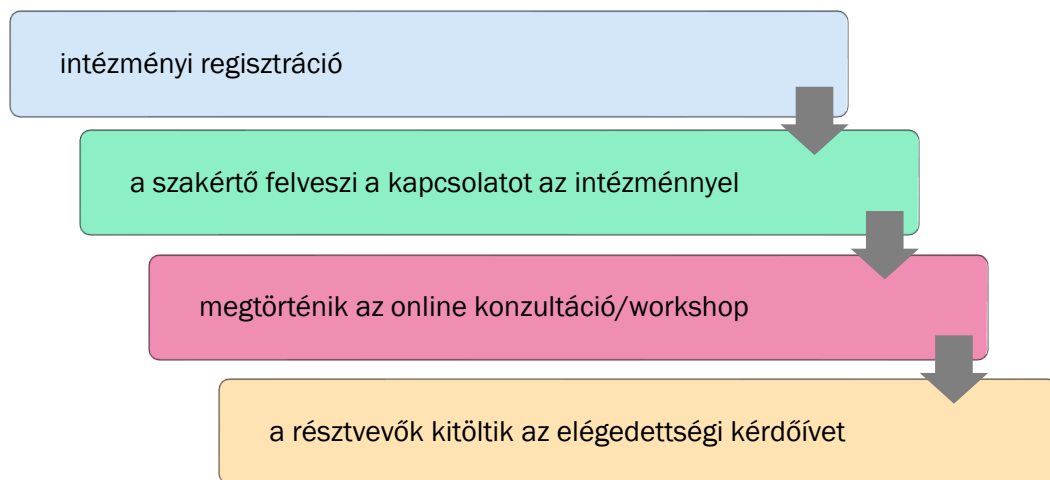 intézményi regisztráció
a szakértő felveszi a kapcsolatot az intézménnyel
megtörténik az online konzultáció/workshop
a résztvevők kitöltik az elégedettségi kérdőívet